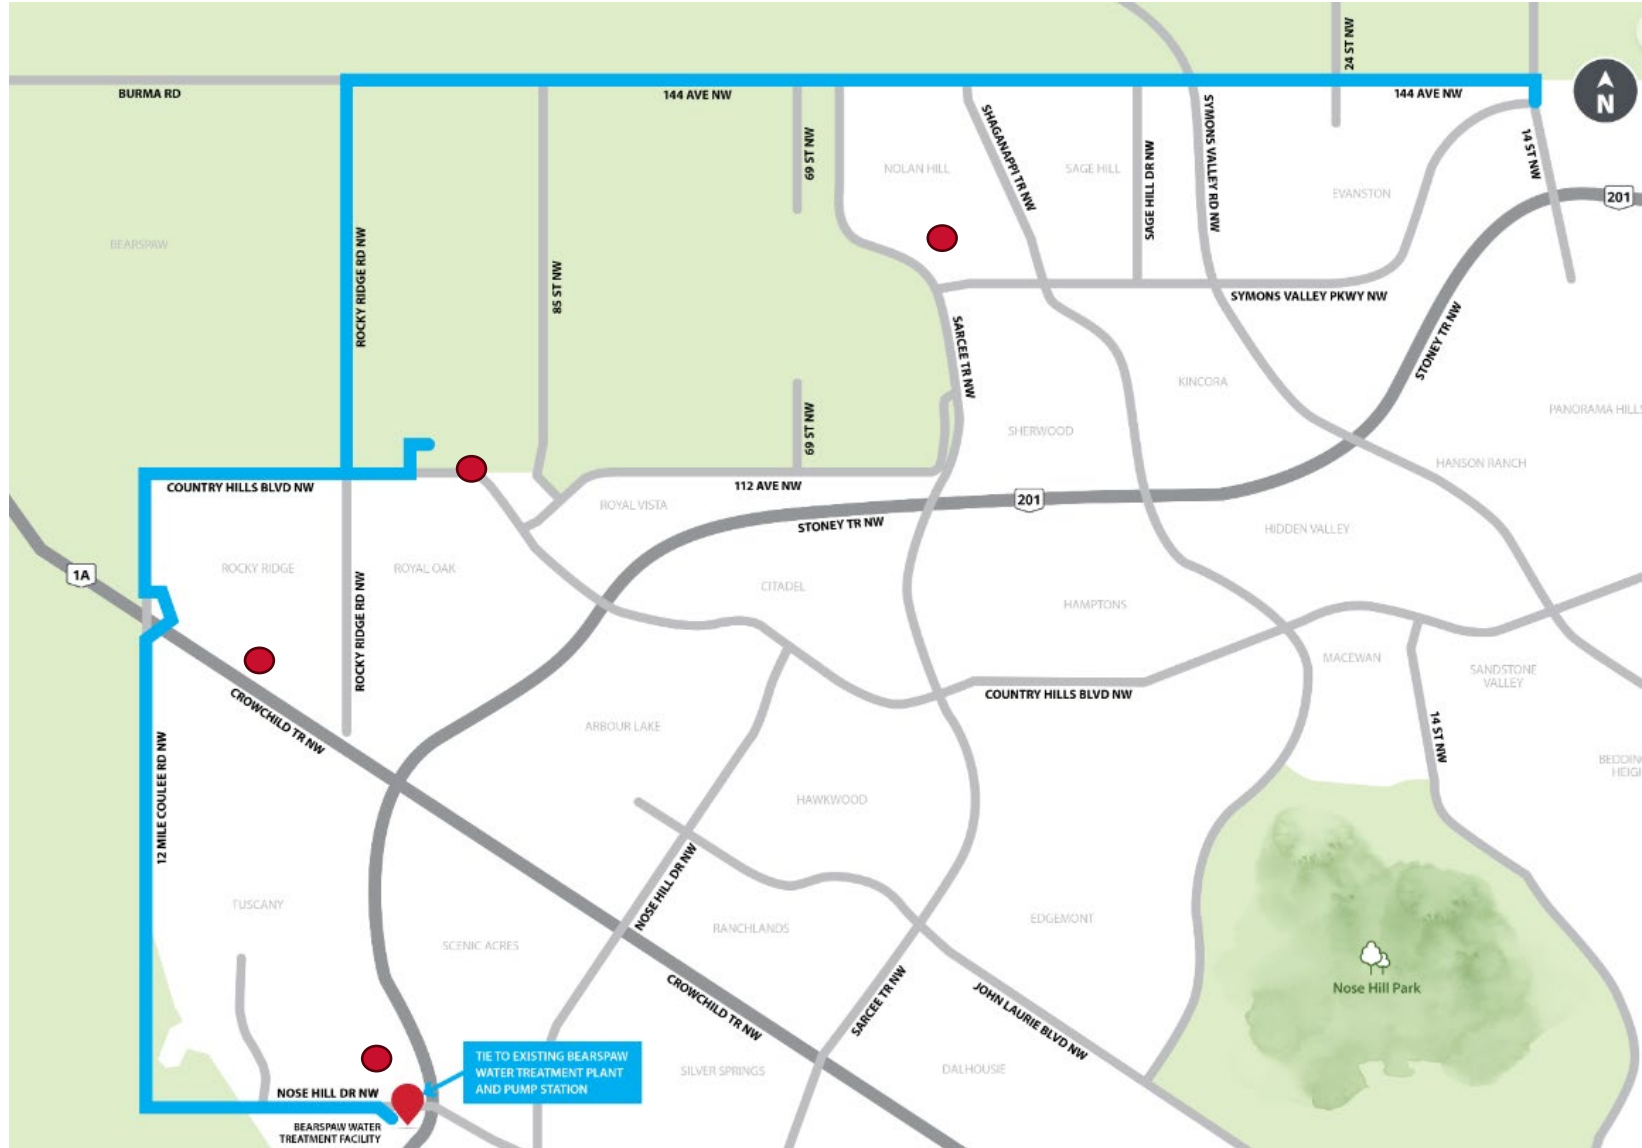 24 ST NW
BURMA RD
144 AVE NW
144 AVE NW
N
69 ST NW
SHAGANAPPI TR NW
SYMONS VALLEY RD NW
14 ST NW
NOLAN HILL
SAGE HILL
SAGE HILL DR NW
EVANSTON
201
BEARSPAW
ROCKY RIDGE RD NW
85 ST NW
SYMONS VALLEY PKWY NW
SARCEE TR NW
STONEY TR NW
KINCORA
PANORAMA HILLS
69 ST NW
SHERWOOD
HANSON RANCH
COUNTRY HILLS BLVD NW
112 AVE NW
ROYAL VISTA
201
STONEY TR NW
HIDDEN VALLEY
1A
ROCKY RIDGE
ROYAL OAK
CITADEL
HAMPTONS
ROCKY RIDGE RD NW
MACEWAN
SANDSTONE
VALLEY
COUNTRY HILLS BLVD NW
CROWCHILD TR NW
ARBOUR LAKE
14 ST NW
BEDDIN
HEIG
12 MILE COULEE RD NW
HAWKWOOD
NOSE HILL DR NW
TUSCANY
SCENIC ACRES
RANCHLANDS
EDGEMONT
Nose Hill Park
CROWCHILD TR NW
SARCEE TR NW
JOHN LAURIE BLVD NW
TIE TO EXISTING BEARSPAW
WATER TREATMENT PLANT
AND PUMP STATION
SILVER SPRINGS
DALHOUSIE
NOSE HILL DR NW
BEARSPAW WATER
TREATMENT FACILITY